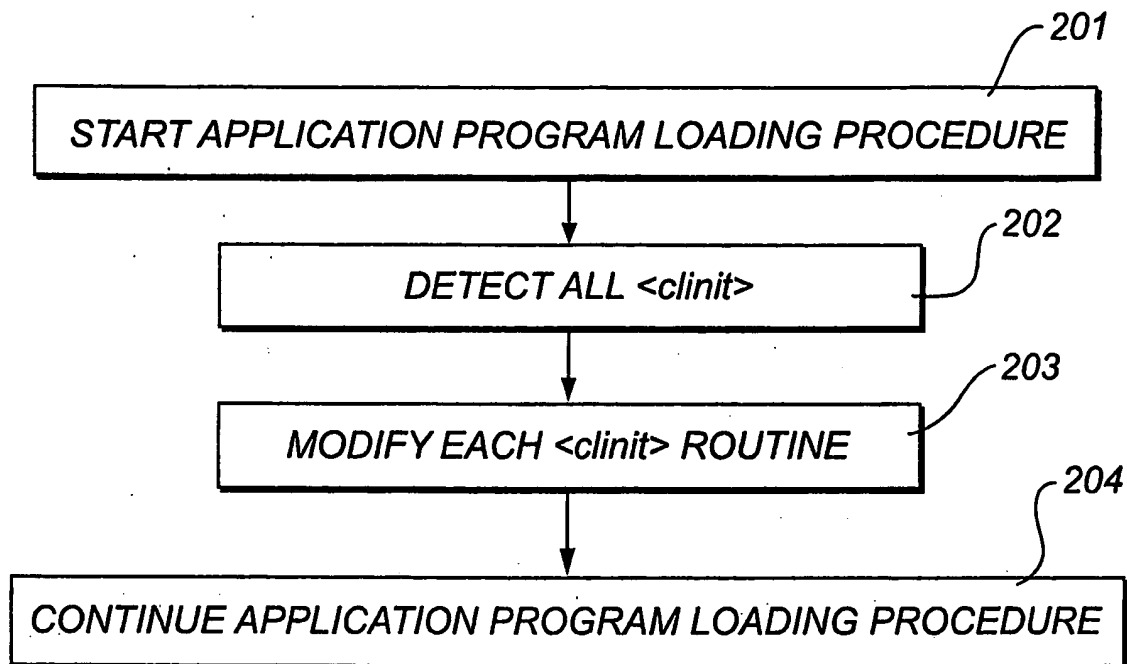 201
START APPLICATION PROGRAM LOADING PROCEDURE
202
DETECT ALL <clinit>
203
MODIFY EACH <clinit> ROUTINE
204
CONTINUE APPLICATION PROGRAM LOADING PROCEDURE